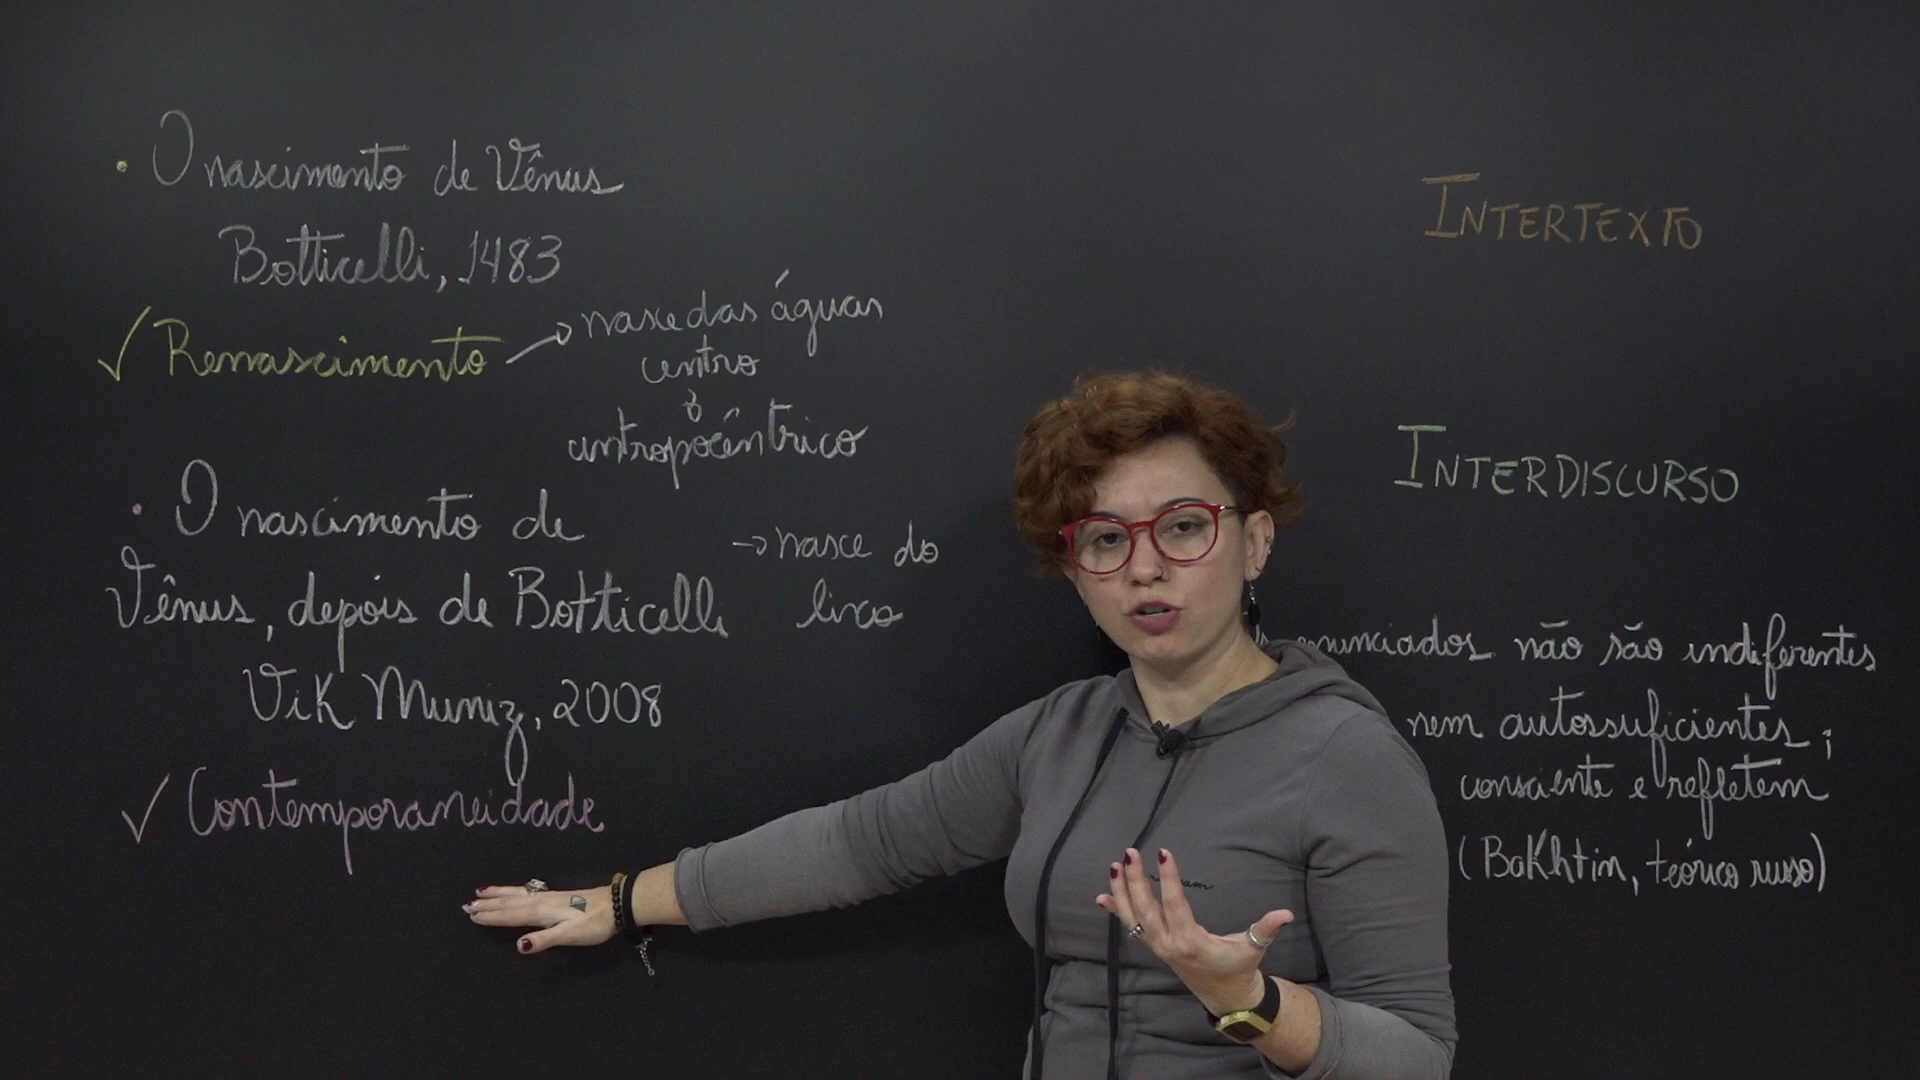 • O nascimento de Vênus
Botticelli, 1483
✓ Renascimento → nasce das águas
centro
antropocêntrico
• O nascimento de
Vênus, depois de Botticelli
→ nasce do
lixo
Vik Muniz, 2008
✓ Contemporaneidade
INTERTEXTO
INTERDISCURSO
enunciados não são indiferentes
nem autossuficientes;
consciente e refletem
(Bakhtin, teórico russo)